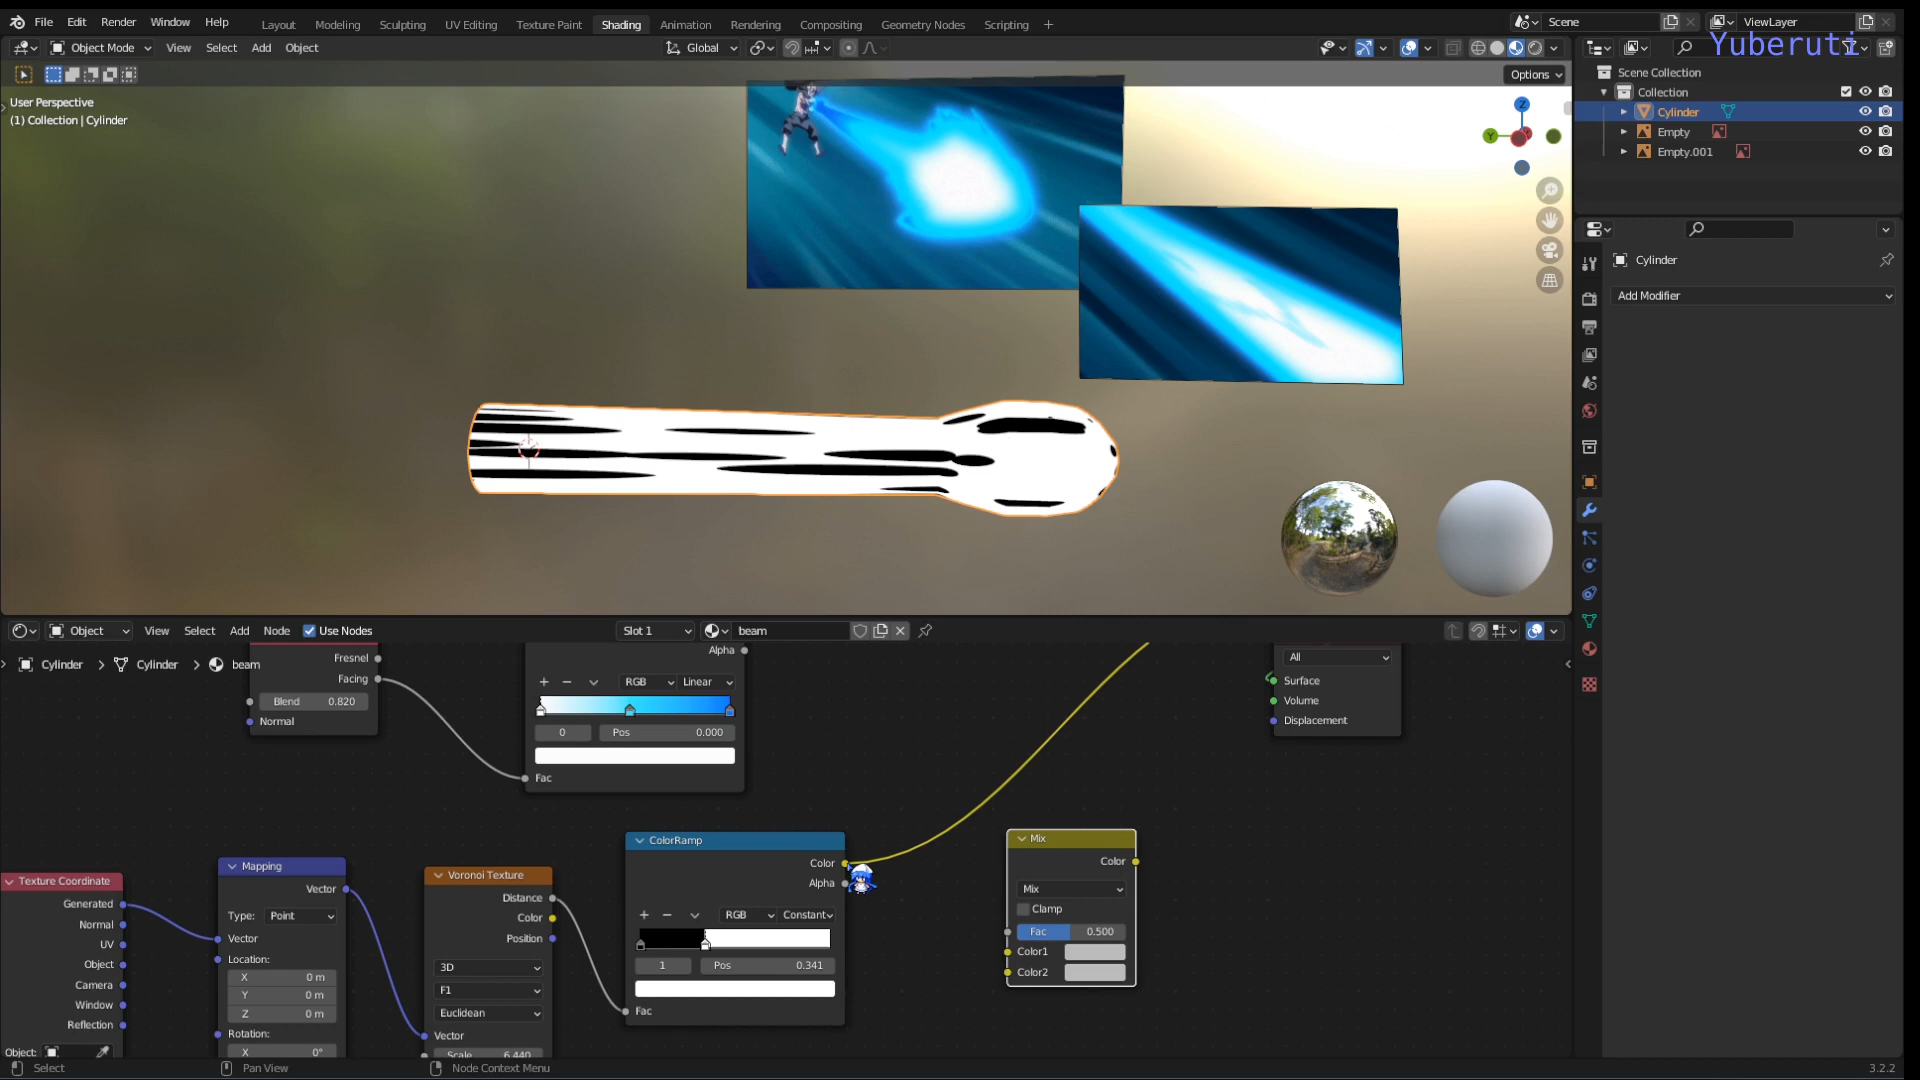 File Edit Render Window Help
Layout Modeling Sculpting UV Editing Texture Paint Shading Animation Rendering Compositing Geometry Nodes Scripting +
Scene ViewLayer
Yuberuti
Object Mode View Select Add Object
Global
Options
User Perspective
(1) Collection | Cylinder
Z
Y
Scene Collection
Collection
Cylinder
Empty
Empty.001
Cylinder
Add Modifier
Object View Select Add Node Use Nodes
Slot 1 beam
Cylinder > Cylinder > beam
Fresnel
Facing
Blend 0.820
Normal
Alpha
RGB Linear
0 Pos 0.000
Fac
All
Surface
Volume
Displacement
Texture Coordinate
Generated
Normal
UV
Object
Camera
Window
Reflection
Object:
Mapping
Vector
Type: Point
Vector
Location:
X 0 m
Y 0 m
Z 0 m
Rotation:
X 0°
Voronoi Texture
Distance
Color
Position
3D
F1
Euclidean
Vector
Scale 6.440
ColorRamp
Color
Alpha
RGB Constant
1 Pos 0.341
Fac
Mix
Color
Mix
Clamp
Fac 0.500
Color1
Color2
Select Pan View Node Context Menu 3.2.2